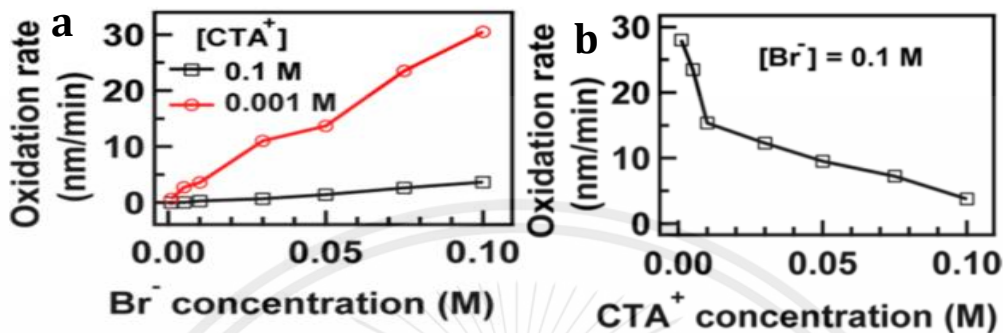 a
Oxidation rate
(nm/min)
30
20
10
0
[CTA⁺]
0.1 M
0.001 M
0.00
0.05
0.10
Br⁻ concentration (M)
b
Oxidation rate
(nm/min)
30
20
10
0
[Br⁻] = 0.1 M
0.00
0.05
0.10
CTA⁺ concentration (M)